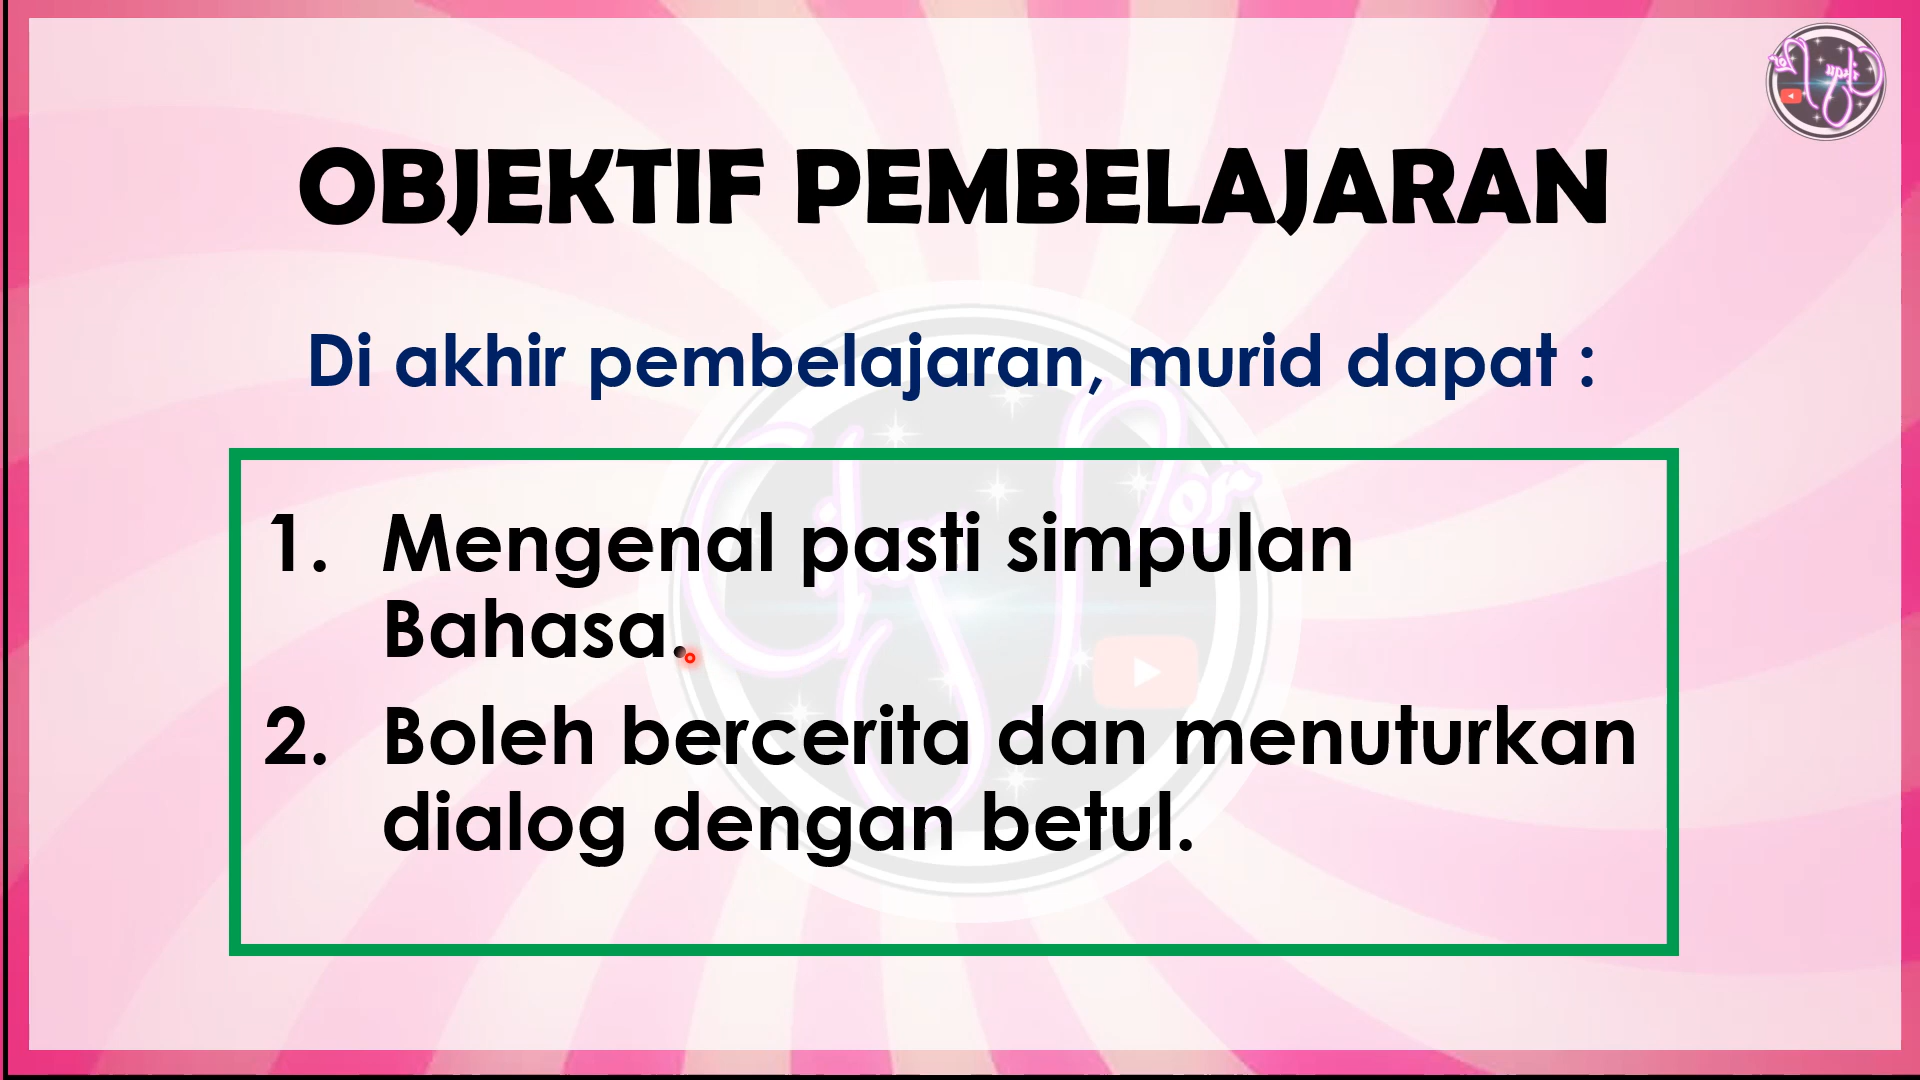 OBJEKTIF PEMBELAJARAN
Di akhir pembelajaran, murid dapat :
1. Mengenal pasti simpulan
Bahasa.
2. Boleh bercerita dan menuturkan
dialog dengan betul.